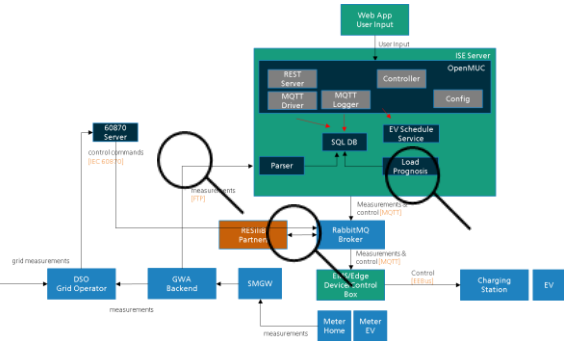 Web App
User Input
User Input
ISE Server
OpenMUC
REST
Server
Controller
MQTT
Driver
MQTT
Logger
Config
60870
Server
SQL DB
EV Schedule
Service
control commands
[IEC 60870]
Parser
Load
Prognosis
measurements
[FTP]
Measurements &
control [MQTT]
Partner
RabbitMQ
Broker
grid measurements
Measurements &
control [MQTT]
DSO
Grid Operator
GWA
Backend
SMGW
Device Control
Box
Control
[EEBus]
Charging
Station
EV
measurements
measurements
Meter
Home
Meter
EV